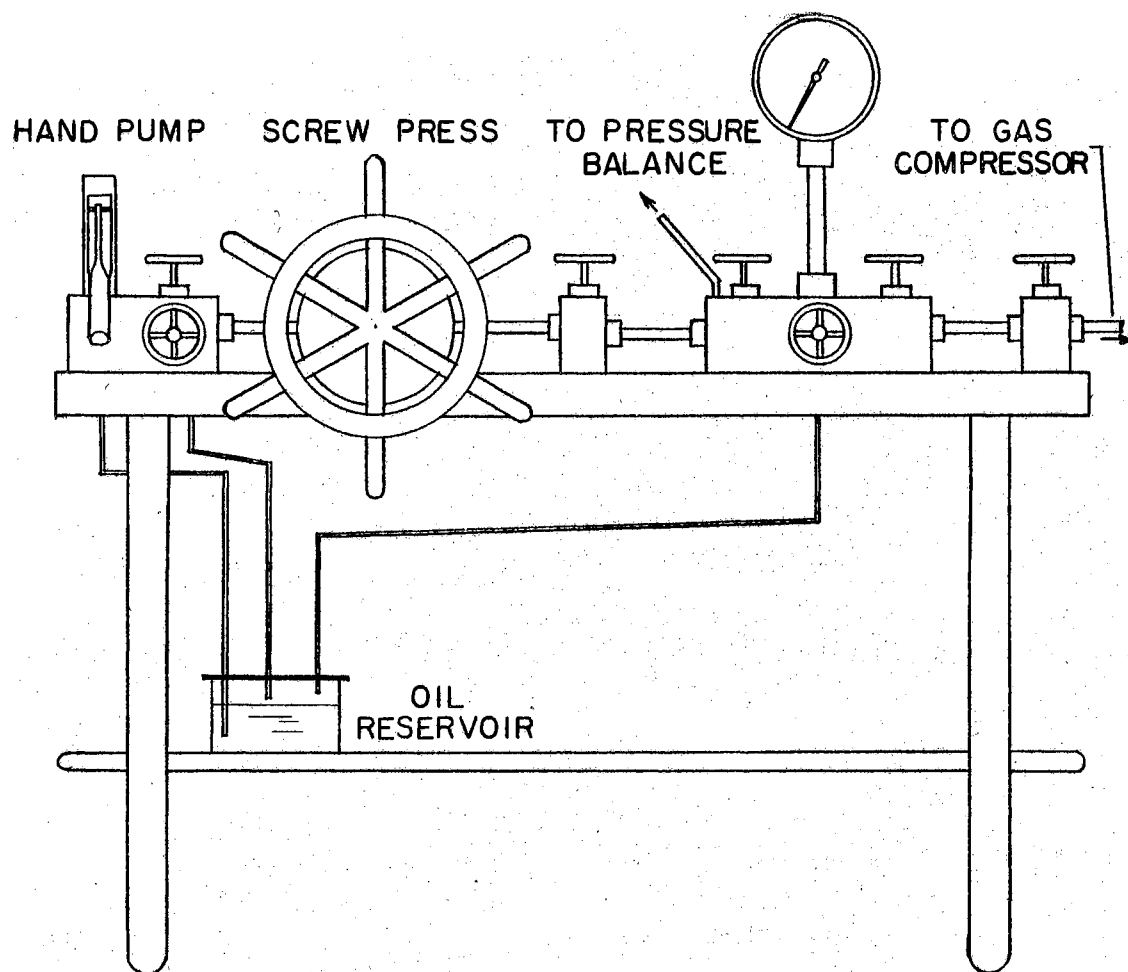 HAND PUMP
SCREW PRESS
TO PRESSURE
BALANCE
TO GAS
COMPRESSOR
OIL
RESERVOIR